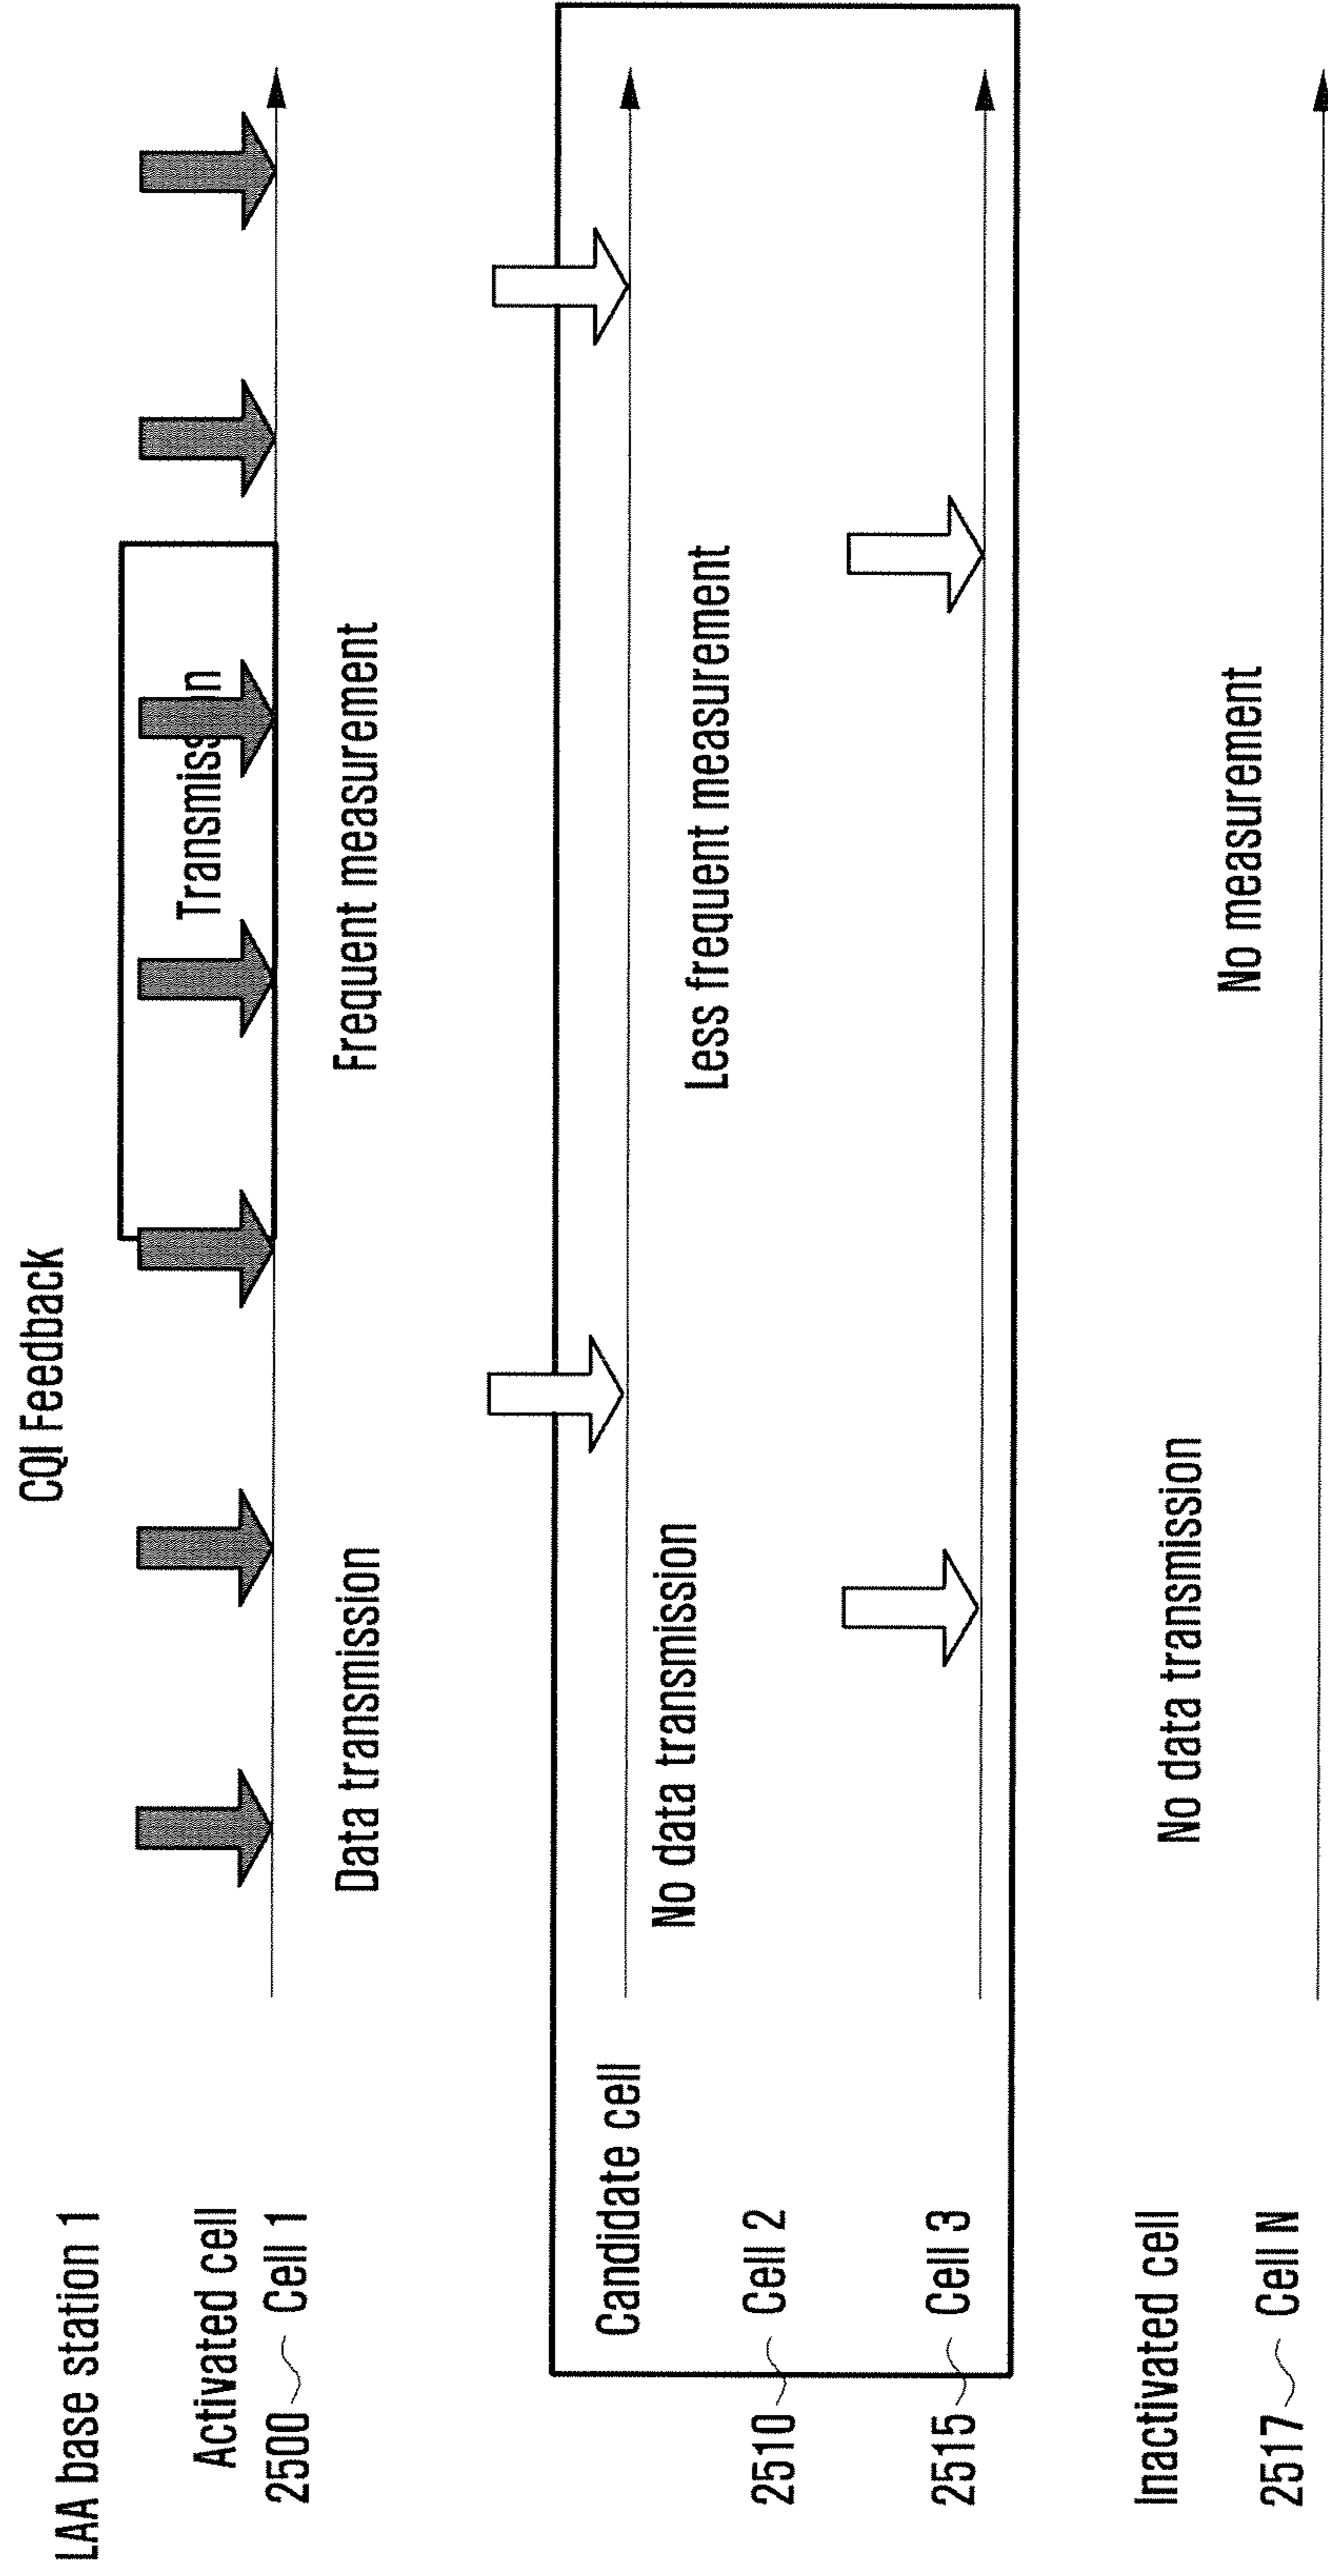 CQI Feedback
LAA base station 1
Activated cell
2500 Cell 1
Transmission
Data transmission
Frequent measurement
Candidate cell
No data transmission
Less frequent measurement
2510 Cell 2
2515 Cell 3
Inactivated cell
No data transmission
No measurement
2517 Cell N